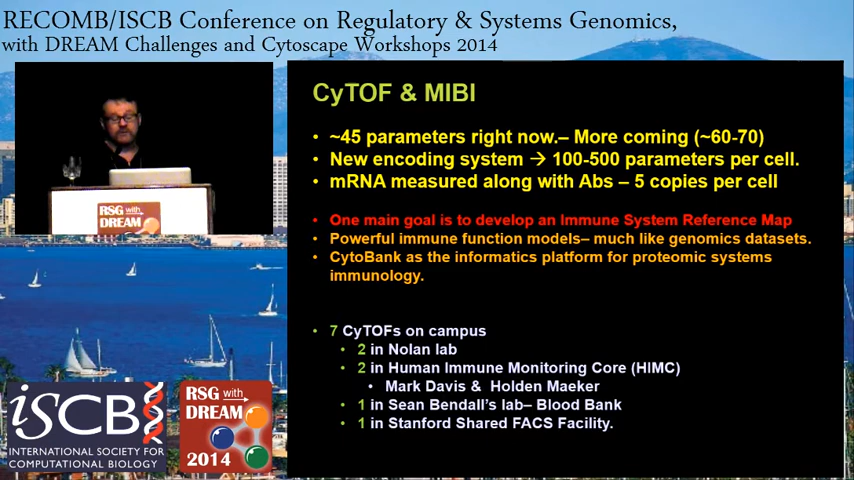 RECOMB/ISCB Conference on Regulatory & Systems Genomics,
with DREAM Challenges and Cytoscape Workshops 2014
CyTOF & MIBI
• ~45 parameters right now.– More coming (~60-70)
• New encoding system → 100-500 parameters per cell.
• mRNA measured along with Abs – 5 copies per cell
• One main goal is to develop an Immune System Reference Map
• Powerful immune function models– much like genomics datasets.
• CytoBank as the informatics platform for proteomic systems
immunology.
• 7 CyTOFs on campus
• 2 in Nolan lab
• 2 in Human Immune Monitoring Core (HIMC)
• Mark Davis & Holden Maeker
• 1 in Sean Bendall's lab– Blood Bank
• 1 in Stanford Shared FACS Facility.
RSG with
DREAM
iSCB
INTERNATIONAL SOCIETY FOR
COMPUTATIONAL BIOLOGY
RSG with
DREAM
2014